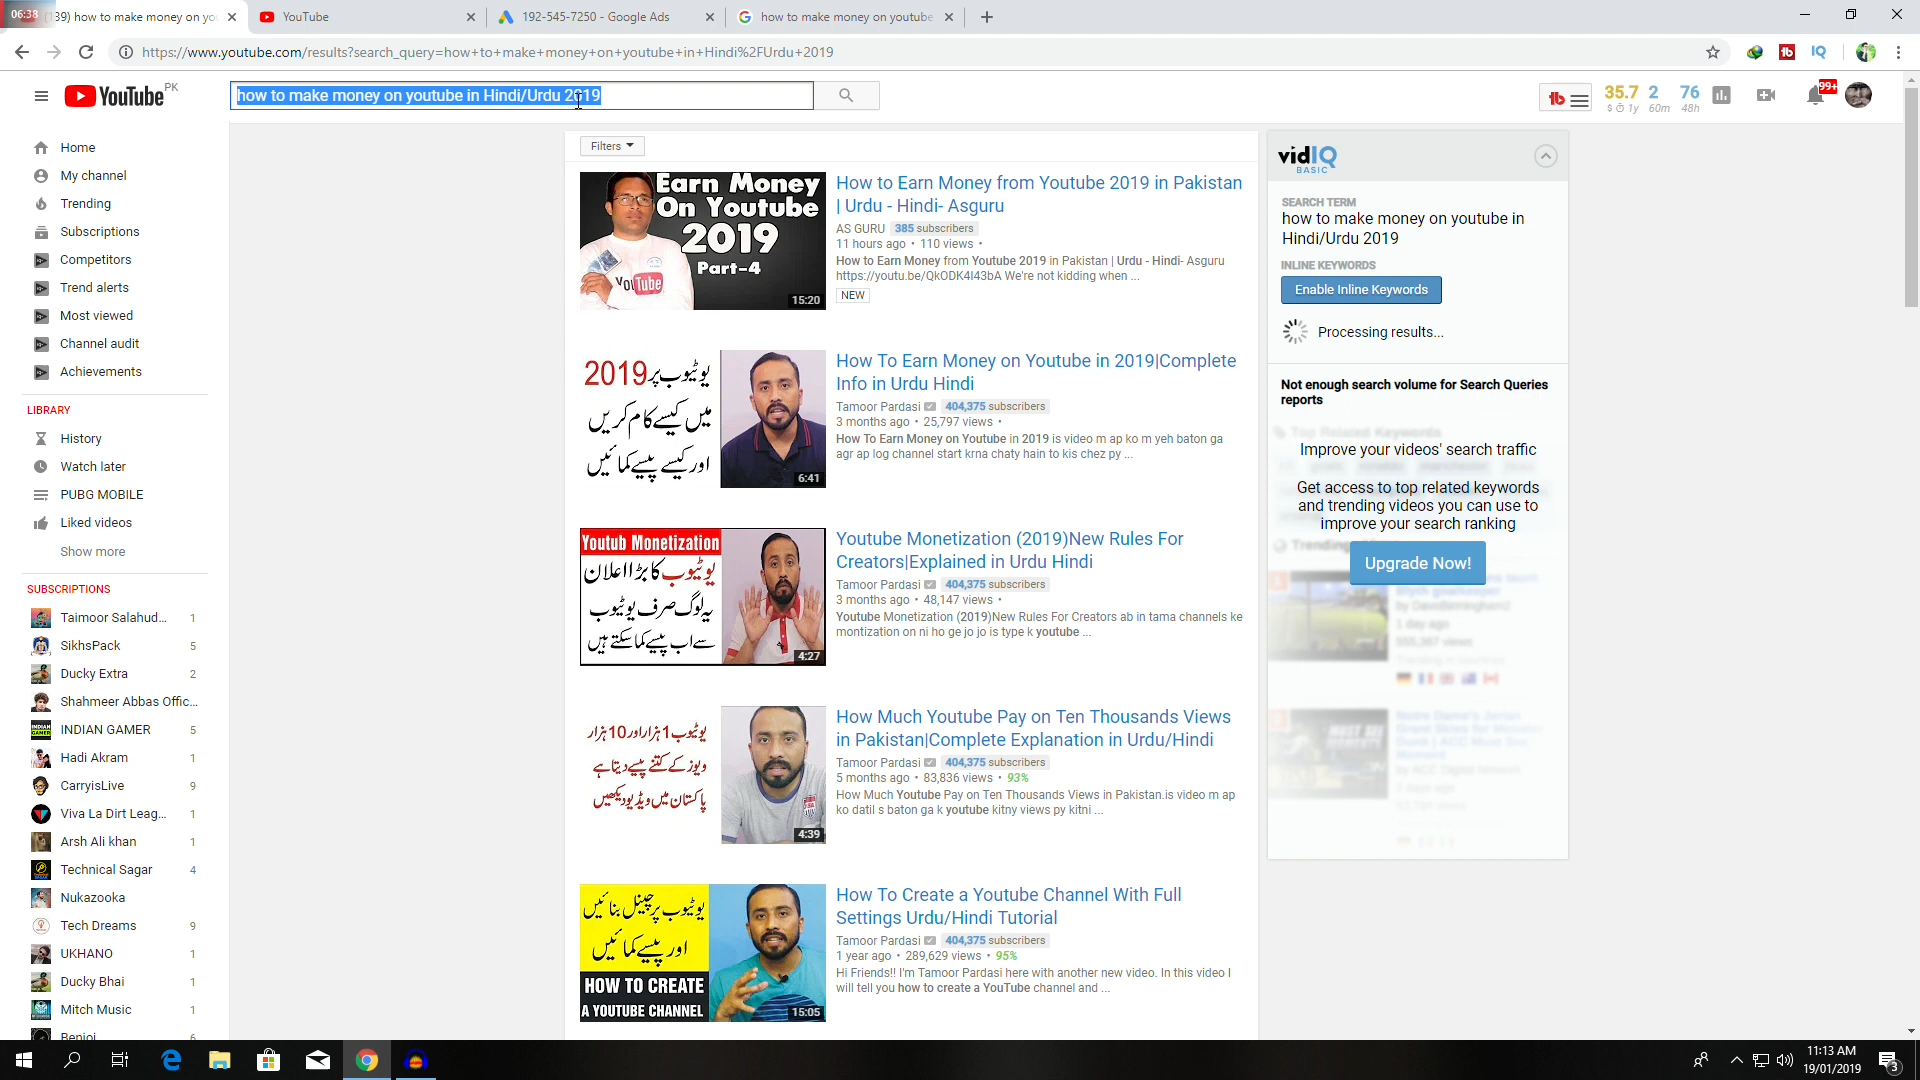 06:38
139) how to make money on yo
YouTube
192-545-7250 - Google Ads
how to make money on youtube
https://www.youtube.com/results?search_query=how+to+make+money+on+youtube+in+Hindi%2FUrdu+2019
YouTube PK
how to make money on youtube in Hindi/Urdu 2019
35.7 2 76
1y 60m 48h
99+
Home
My channel
Trending
Subscriptions
Competitors
Trend alerts
Most viewed
Channel audit
Achievements
LIBRARY
History
Watch later
PUBG MOBILE
Liked videos
Show more
SUBSCRIPTIONS
Taimoor Salahud... 1
SikhsPack 5
Ducky Extra 2
Shahmeer Abbas Offic...
INDIAN GAMER 5
Hadi Akram 1
CarryisLive 9
Viva La Dirt Leag... 1
Arsh Ali khan 1
Technical Sagar 4
Nukazooka
Tech Dreams 9
UKHANO 1
Ducky Bhai 1
Mitch Music 1
Benioi 6
Filters
Earn Money
On Youtube
2019
Part-4
YouTube
15:20
How to Earn Money from Youtube 2019 in Pakistan
| Urdu - Hindi- Asguru
AS GURU 385 subscribers
11 hours ago • 110 views •
How to Earn Money from Youtube 2019 in Pakistan | Urdu - Hindi- Asguru
https://youtu.be/QkODK4I43bA We're not kidding when ...
NEW
یوٹیوب پر 2019
میں کیسے کام کریں
اور کیسے پیسے کمائیں
6:41
How To Earn Money on Youtube in 2019|Complete
Info in Urdu Hindi
Tamoor Pardasi 404,375 subscribers
3 months ago • 25,797 views •
How To Earn Money on Youtube in 2019 is video m ap ko m yeh baton ga
agr ap log channel start krna chaty hain to kis chez py ...
Youtub Monetization
یوٹیوب کا بڑا اعلان
یہ لوگ صرف یوٹیوب
سے اب پیسے کما سکتے ہیں
4:27
Youtube Monetization (2019)New Rules For
Creators|Explained in Urdu Hindi
Tamoor Pardasi 404,375 subscribers
3 months ago • 48,147 views •
Youtube Monetization (2019)New Rules For Creators ab in tama channels ke
montization on ni ho ge jo jo is type k youtube ...
یوٹیوب 1 ہزار اور 10 ہزار
ویوز کے کتنے پیسے دیتا ہے
پاکستان میں ویڈیو دیکھیں
4:39
How Much Youtube Pay on Ten Thousands Views
in Pakistan|Complete Explanation in Urdu/Hindi
Tamoor Pardasi 404,375 subscribers
5 months ago • 83,836 views • 93%
How Much Youtube Pay on Ten Thousands Views in Pakistan.is video m ap
ko datil s baton ga k youtube kitny views py kitni ...
یوٹیوب پر چینل بنائیں
اور پیسے کمائیں
HOW TO CREATE
A YOUTUBE CHANNEL
15:05
How To Create a Youtube Channel With Full
Settings Urdu/Hindi Tutorial
Tamoor Pardasi 404,375 subscribers
1 year ago • 289,629 views • 95%
Hi Friends!! I'm Tamoor Pardasi here with another new video. In this video I
will tell you how to create a YouTube channel and ...
vidIQ
BASIC
SEARCH TERM
how to make money on youtube in
Hindi/Urdu 2019
INLINE KEYWORDS
Enable Inline Keywords
Processing results...
Not enough search volume for Search Queries
reports
Top Related Keywords
Improve your videos' search traffic
Get access to top related keywords
and trending videos you can use to
improve your search ranking
Upgrade Now!
11:13 AM
19/01/2019
3